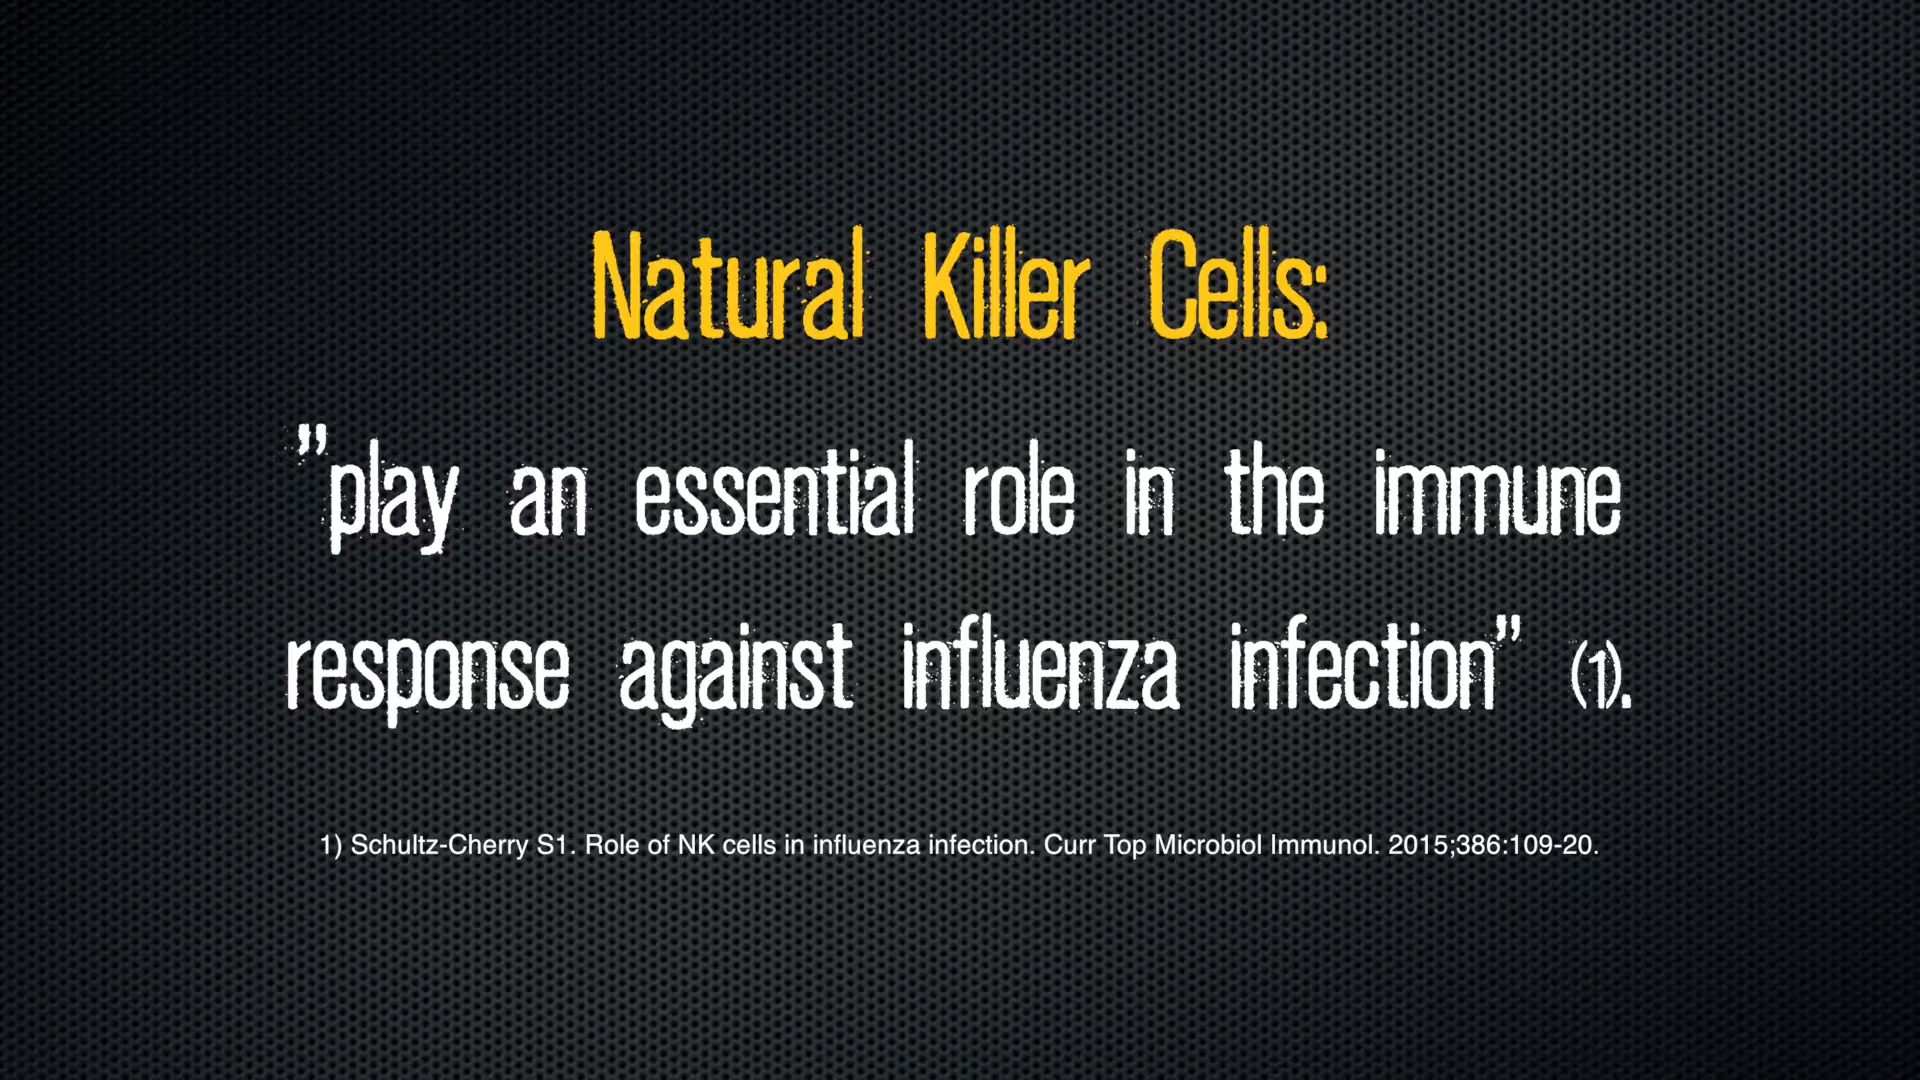 Natural Killer Cells:
”play an essential role in the immune
response against influenza infection” (1).
1) Schultz-Cherry S1. Role of NK cells in influenza infection. Curr Top Microbiol Immunol. 2015;386:109-20.